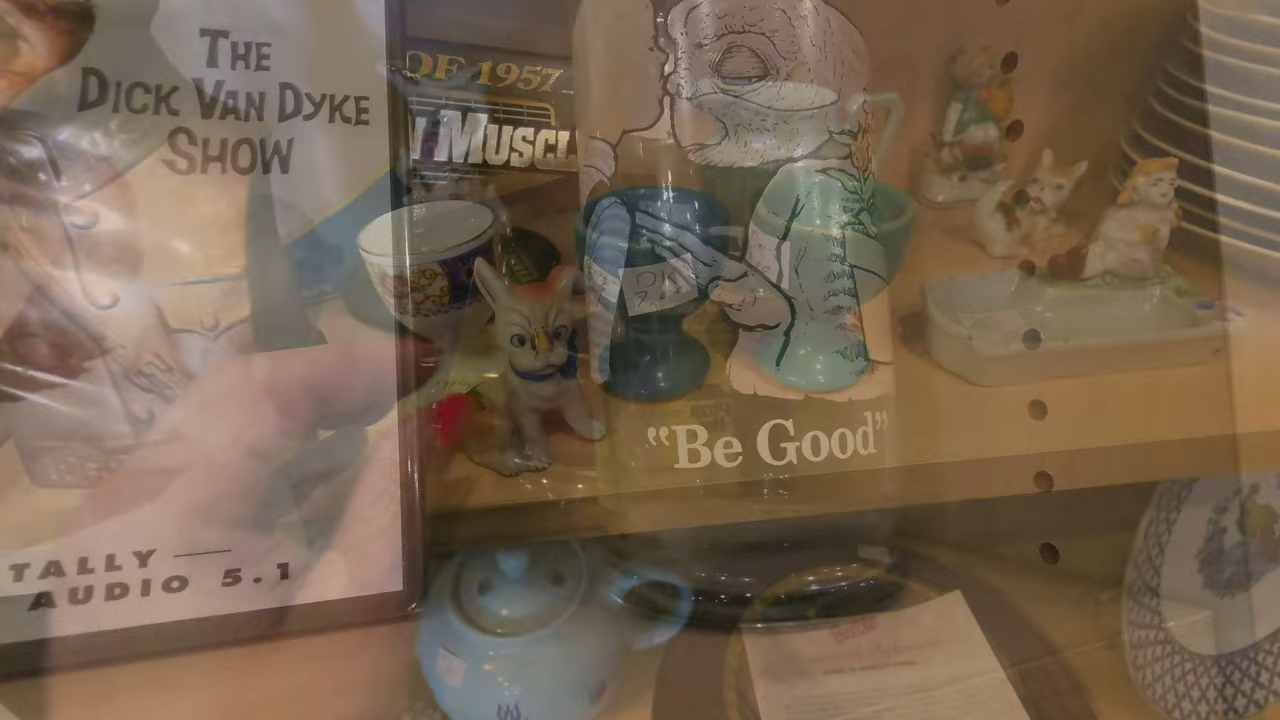 THE
DICK VAN DYKE
SHOW
OF 1957
MUSCL
"Be Good"
TALLY
AUDIO 5.1